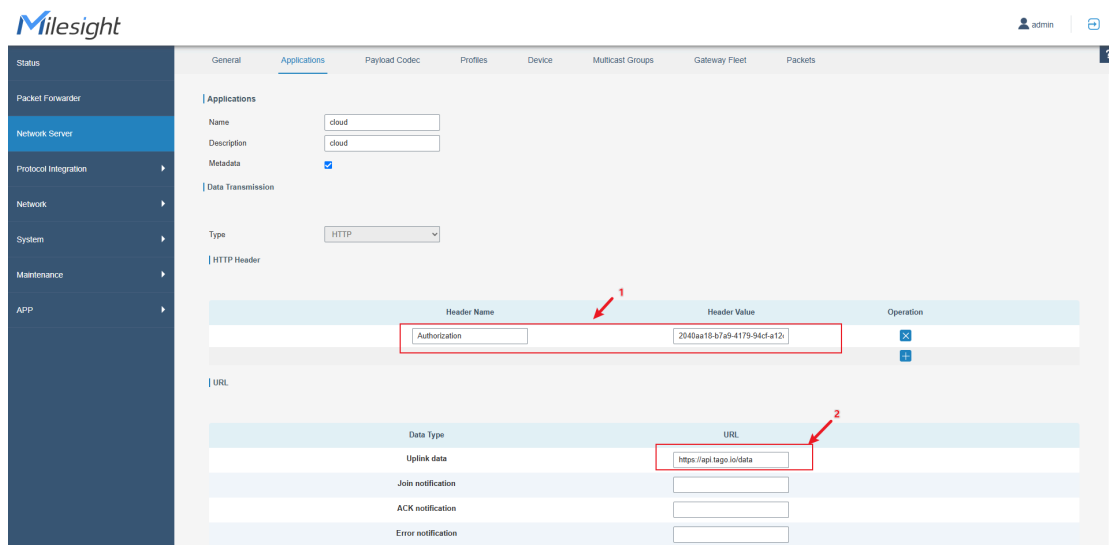 Milesight
admin
Status
General Applications Payload Codec Profiles Device Multicast Groups Gateway Fleet Packets
?
Packet Forwarder
Applications
Name cloud
Network Server
Description cloud
Metadata
Protocol Integration
Data Transmission
Network
Type HTTP
System
HTTP Header
Maintenance
1
APP
Header Name Header Value Operation
Authorization 2040aa18-b7a9-4179-94cf-a12
URL
2
Data Type URL
Uplink data https://api.tago.io/data
Join notification
ACK notification
Error notification